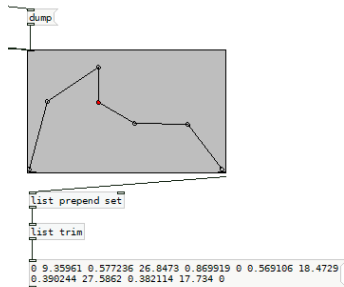 dump
list prepend set
list trim
0 9.35961 0.577236 26.8473 0.869919 0 0.569106 18.4729
0.390244 27.5862 0.382114 17.734 0